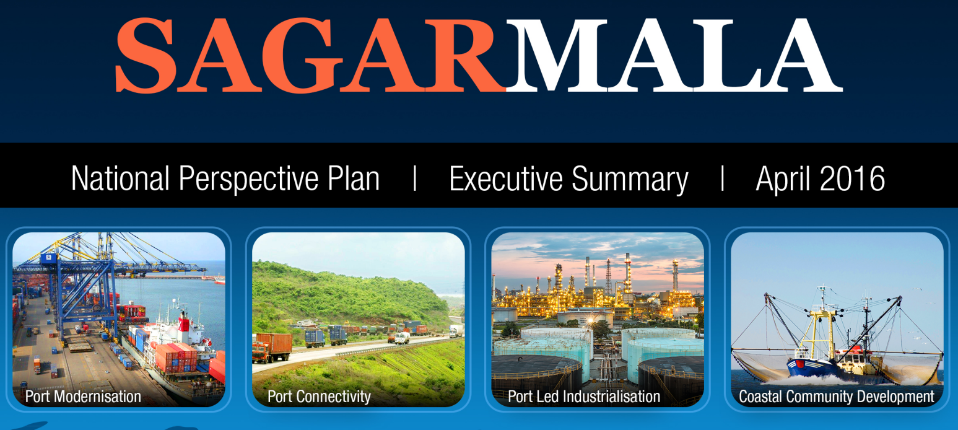 SAGARMALA
National Perspective Plan | Executive Summary | April 2016
Port Modernisation
Port Connectivity
Port Led Industrialisation
Coastal Community Development